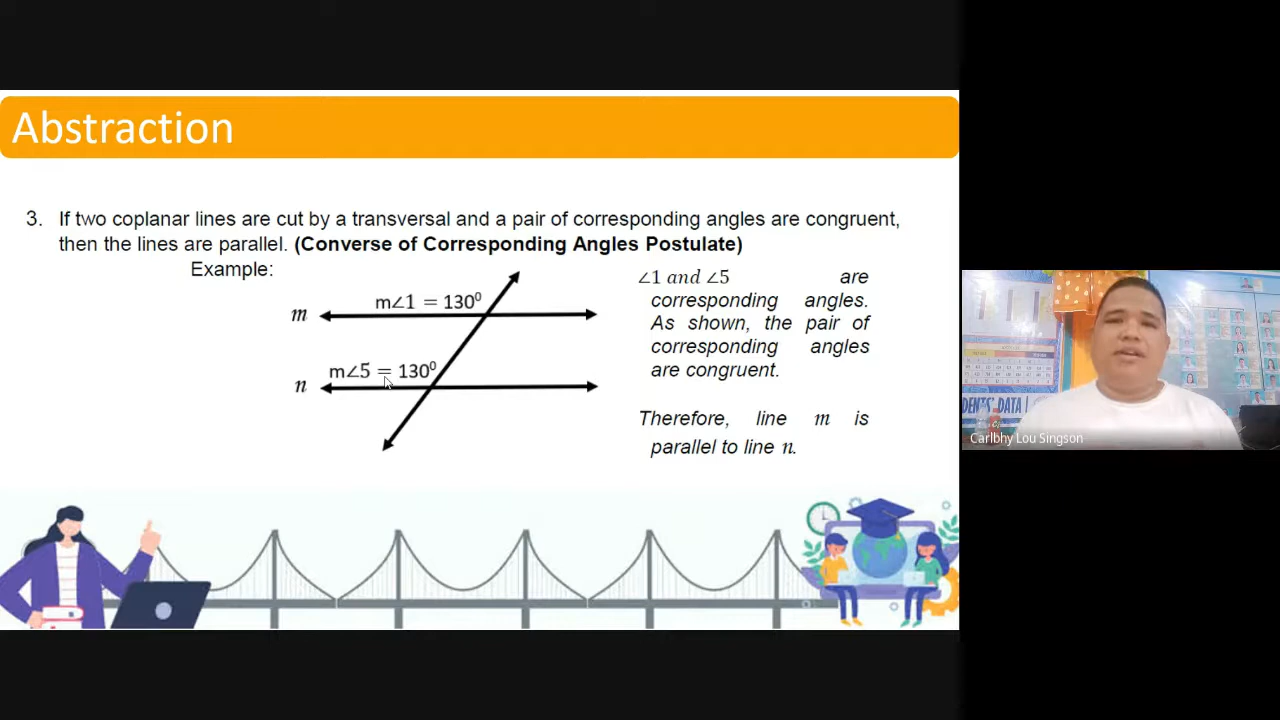 Abstraction
3. If two coplanar lines are cut by a transversal and a pair of corresponding angles are congruent,
then the lines are parallel. (Converse of Corresponding Angles Postulate)
Example:
m∠1 = 130⁰
m
m∠5 = 130⁰
n
∠1 and ∠5 are
corresponding angles.
As shown, the pair of
corresponding angles
are congruent.
Therefore, line m is
parallel to line n.
DENTS' DATA
Carlbhy Lou Singson